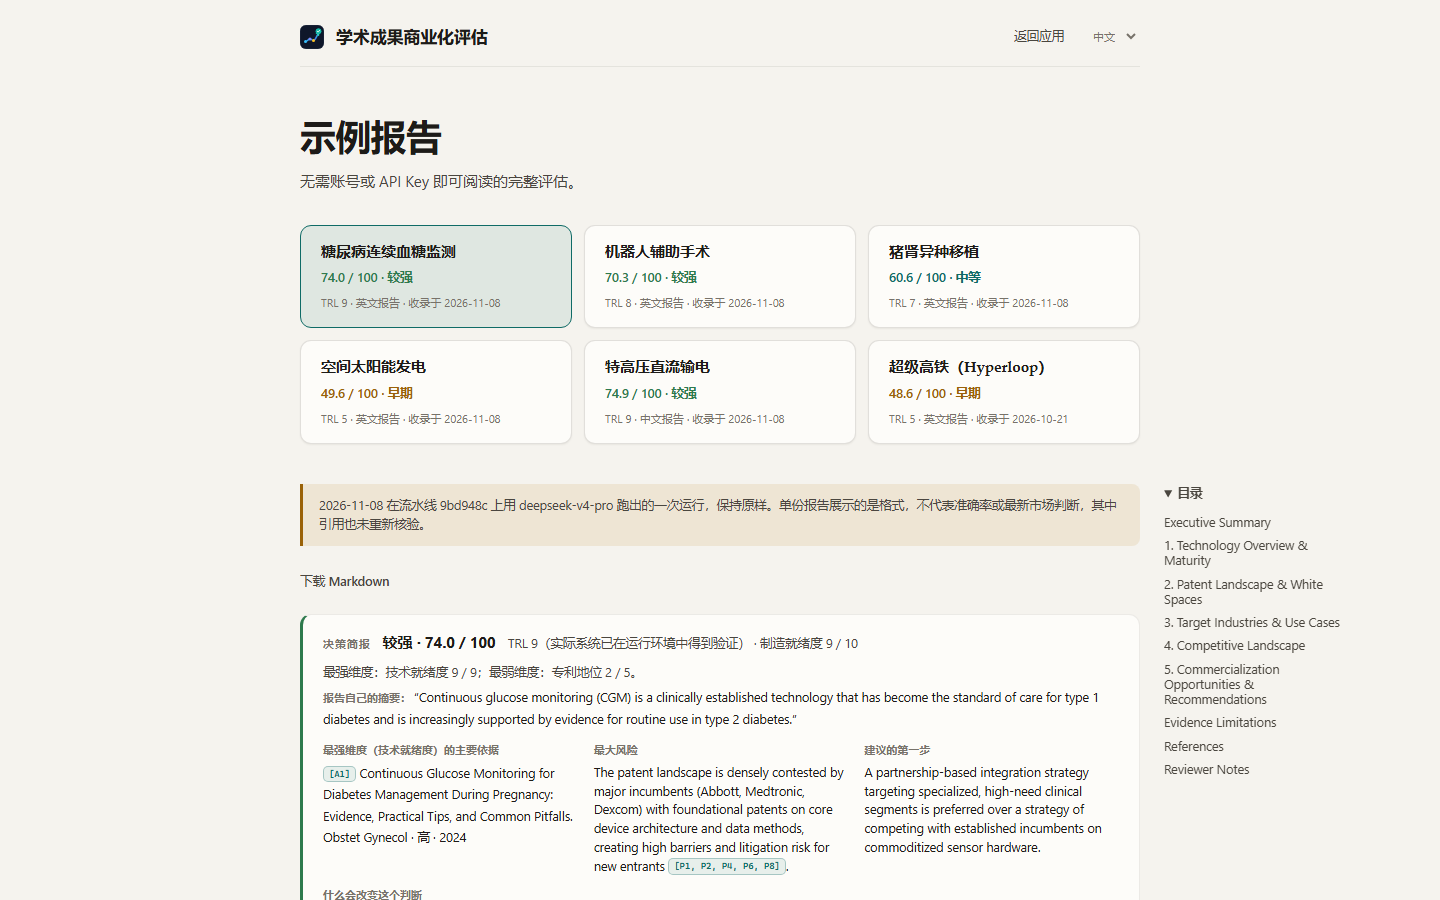 学术成果商业化评估
返回应用
中文
示例报告
无需账号或 API Key 即可阅读的完整评估。
糖尿病连续血糖监测
74.0 / 100 · 较强
TRL 9 · 英文报告 · 收录于 2026-11-08
机器人辅助手术
70.3 / 100 · 较强
TRL 8 · 英文报告 · 收录于 2026-11-08
猪肾异种移植
60.6 / 100 · 中等
TRL 7 · 英文报告 · 收录于 2026-11-08
空间太阳能发电
49.6 / 100 · 早期
TRL 5 · 英文报告 · 收录于 2026-11-08
特高压直流输电
74.9 / 100 · 较强
TRL 9 · 中文报告 · 收录于 2026-11-08
超级高铁（Hyperloop）
48.6 / 100 · 早期
TRL 5 · 英文报告 · 收录于 2026-10-21
2026-11-08 在流水线 9bd948c 上用 deepseek-v4-pro 跑出的一次运行，保持原样。单份报告展示的是格式，不代表准确率或最新市场判断，其中
引用也未重新核验。
下载 Markdown
决策简报 较强 · 74.0 / 100 TRL 9（实际系统已在运行环境中得到验证） · 制造就绪度 9 / 10
最强维度：技术就绪度 9 / 9；最弱维度：专利地位 2 / 5。
报告自己的摘要： “Continuous glucose monitoring (CGM) is a clinically established technology that has become the standard of care for type 1
diabetes and is increasingly supported by evidence for routine use in type 2 diabetes.”
最强维度（技术就绪度）的主要依据
[A1] Continuous Glucose Monitoring for
Diabetes Management During Pregnancy:
Evidence, Practical Tips, and Common Pitfalls.
Obstet Gynecol · 高 · 2024
最大风险
The patent landscape is densely contested by
major incumbents (Abbott, Medtronic,
Dexcom) with foundational patents on core
device architecture and data methods,
creating high barriers and litigation risk for
new entrants [P1, P2, P4, P6, P8].
建议的第一步
A partnership-based integration strategy
targeting specialized, high-need clinical
segments is preferred over a strategy of
competing with established incumbents on
commoditized sensor hardware.
什么会改变这个判断
▼ 目录
Executive Summary
1. Technology Overview &
Maturity
2. Patent Landscape & White
Spaces
3. Target Industries & Use Cases
4. Competitive Landscape
5. Commercialization
Opportunities &
Recommendations
Evidence Limitations
References
Reviewer Notes